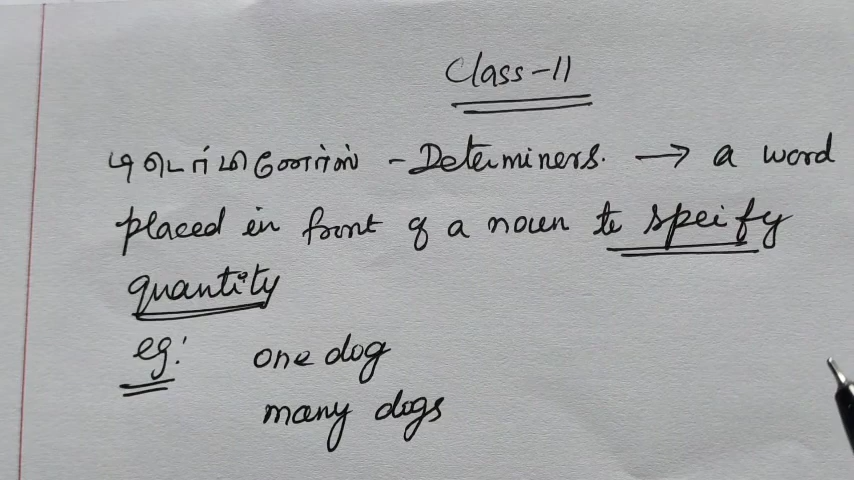 Class-11
டிடெர்மினேர்ஸ் - Determiners. → a word
placed in front of a noun to speify
quantity
eg:
one dog
many dogs